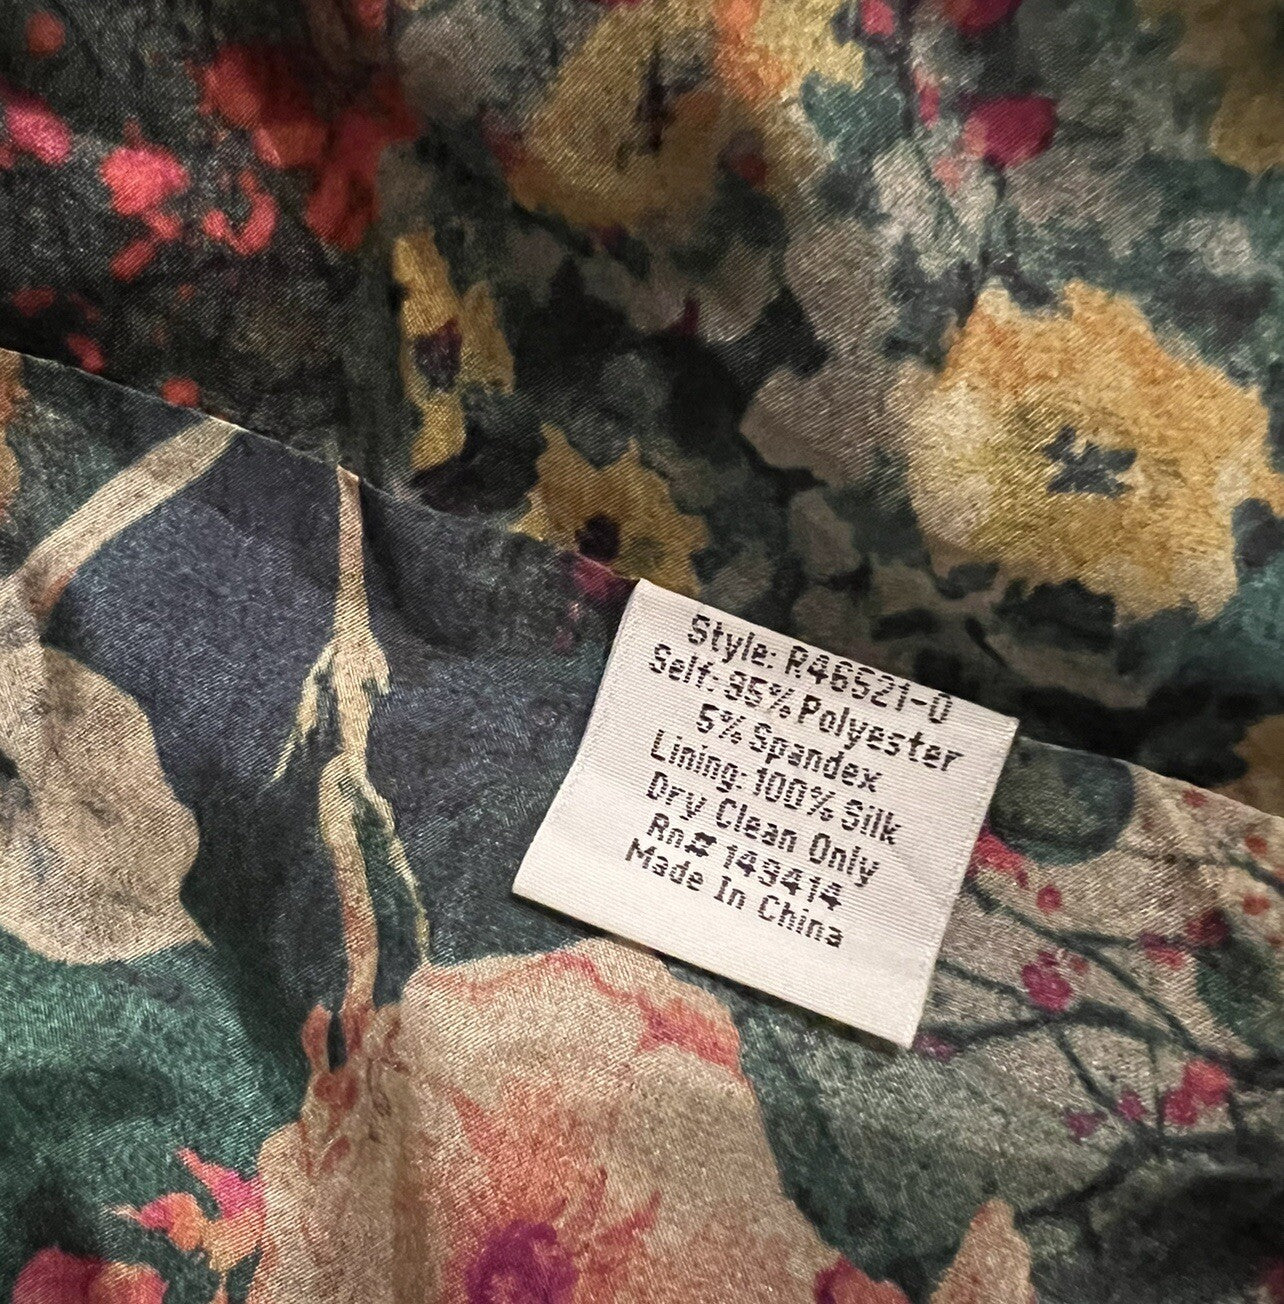 Style: R46521-0
Self: 95% Polyester
5% Spandex
Lining: 100% Silk
Dry Clean Only
Rn# 149414
Made In China